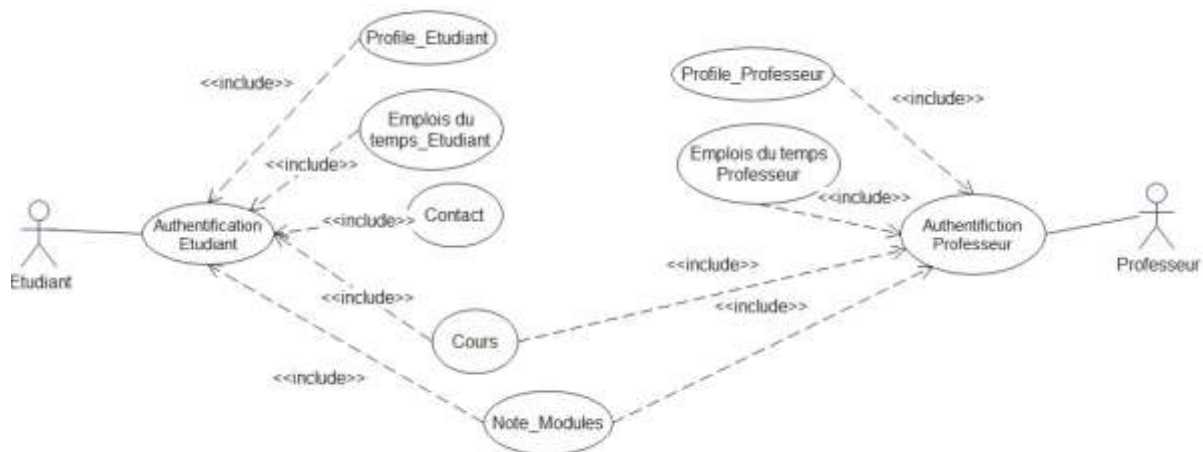 Profile_Etudiant
<<include>>
Emplois du
temps_Etudiant
<<include>>
Contact
<<include>>
Authentification
Etudiant
Etudiant
<<include>>
Cours
<<include>>
Note_Modules
Profile_Professeur
<<include>>
Emplois du temps
Professeur
<<include>>
Authentifiction
Professeur
Professeur
<<include>>
<<include>>